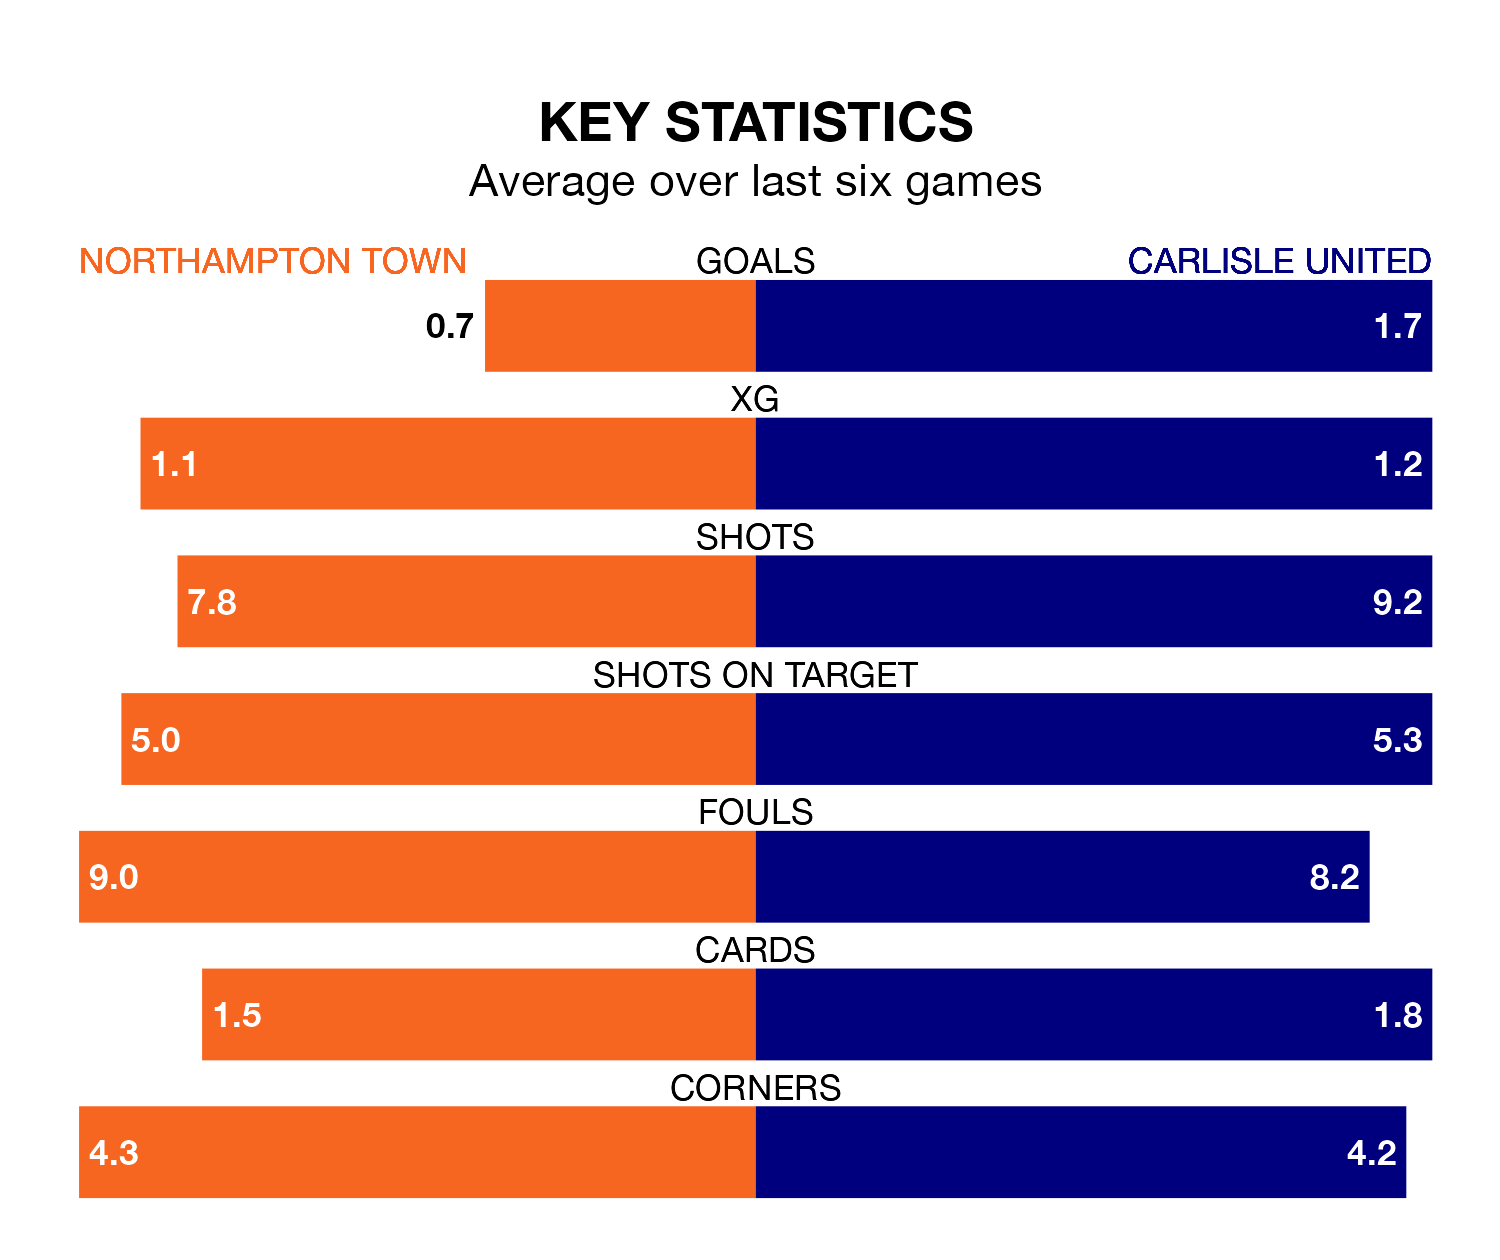 KEY STATISTICS
Average over last six games
NORTHAMPTON TOWN GOALS CARLISLE UNITED
0.7 1.7
XG
1.1 1.2
SHOTS
7.8 9.2
SHOTS ON TARGET
5.0 5.3
FOULS
9.0 8.2
CARDS
1.5 1.8
CORNERS
4.3 4.2